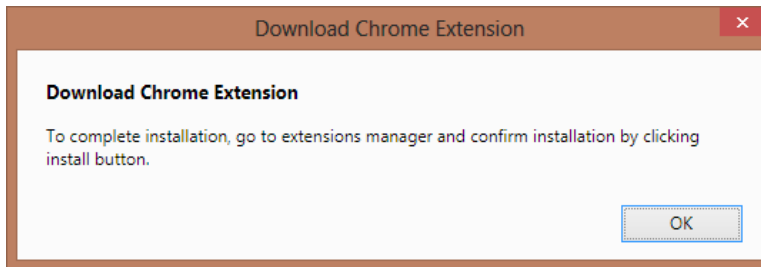 Download Chrome Extension
Download Chrome Extension
To complete installation, go to extensions manager and confirm installation by clicking
install button.
OK